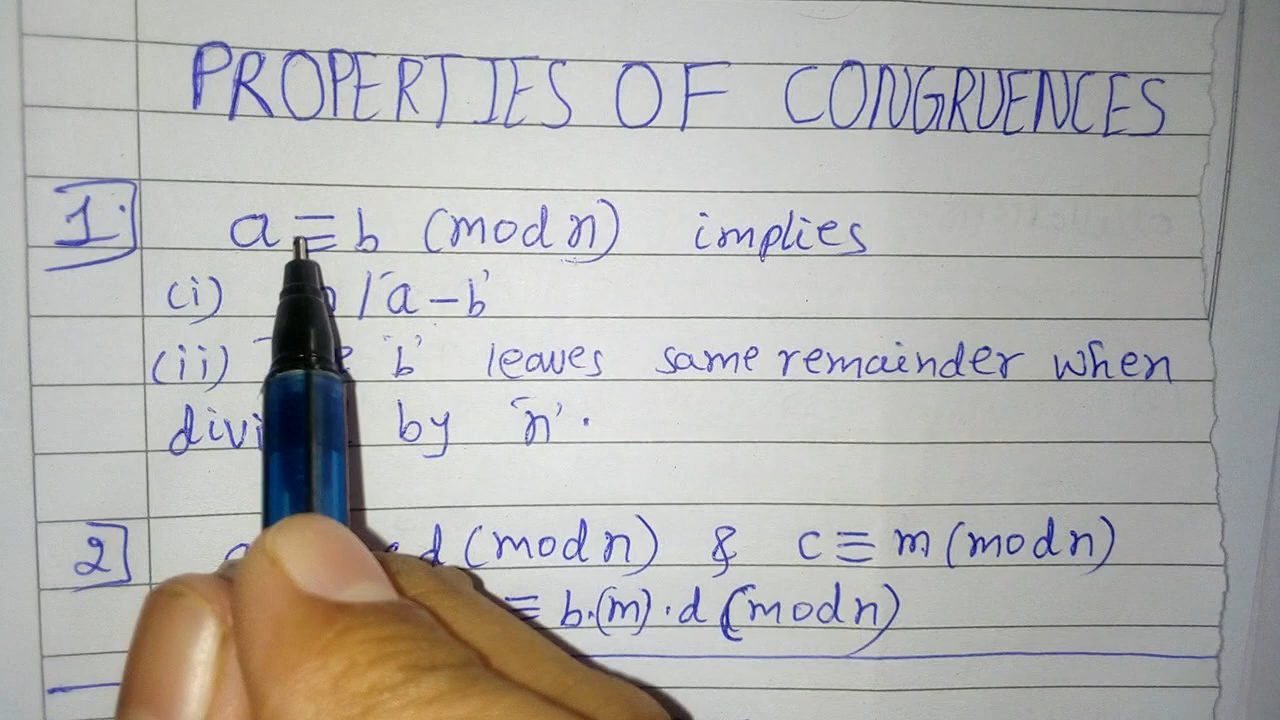 PROPERTIES OF CONGRUENCES
1. a ≡ b (mod n) implies
(i) / 'a - b'
(ii) 'b' leaves same remainder when
by 'n'.
2] d (mod n) & c ≡ m (mod n)
≡ b.(m).d (mod n)